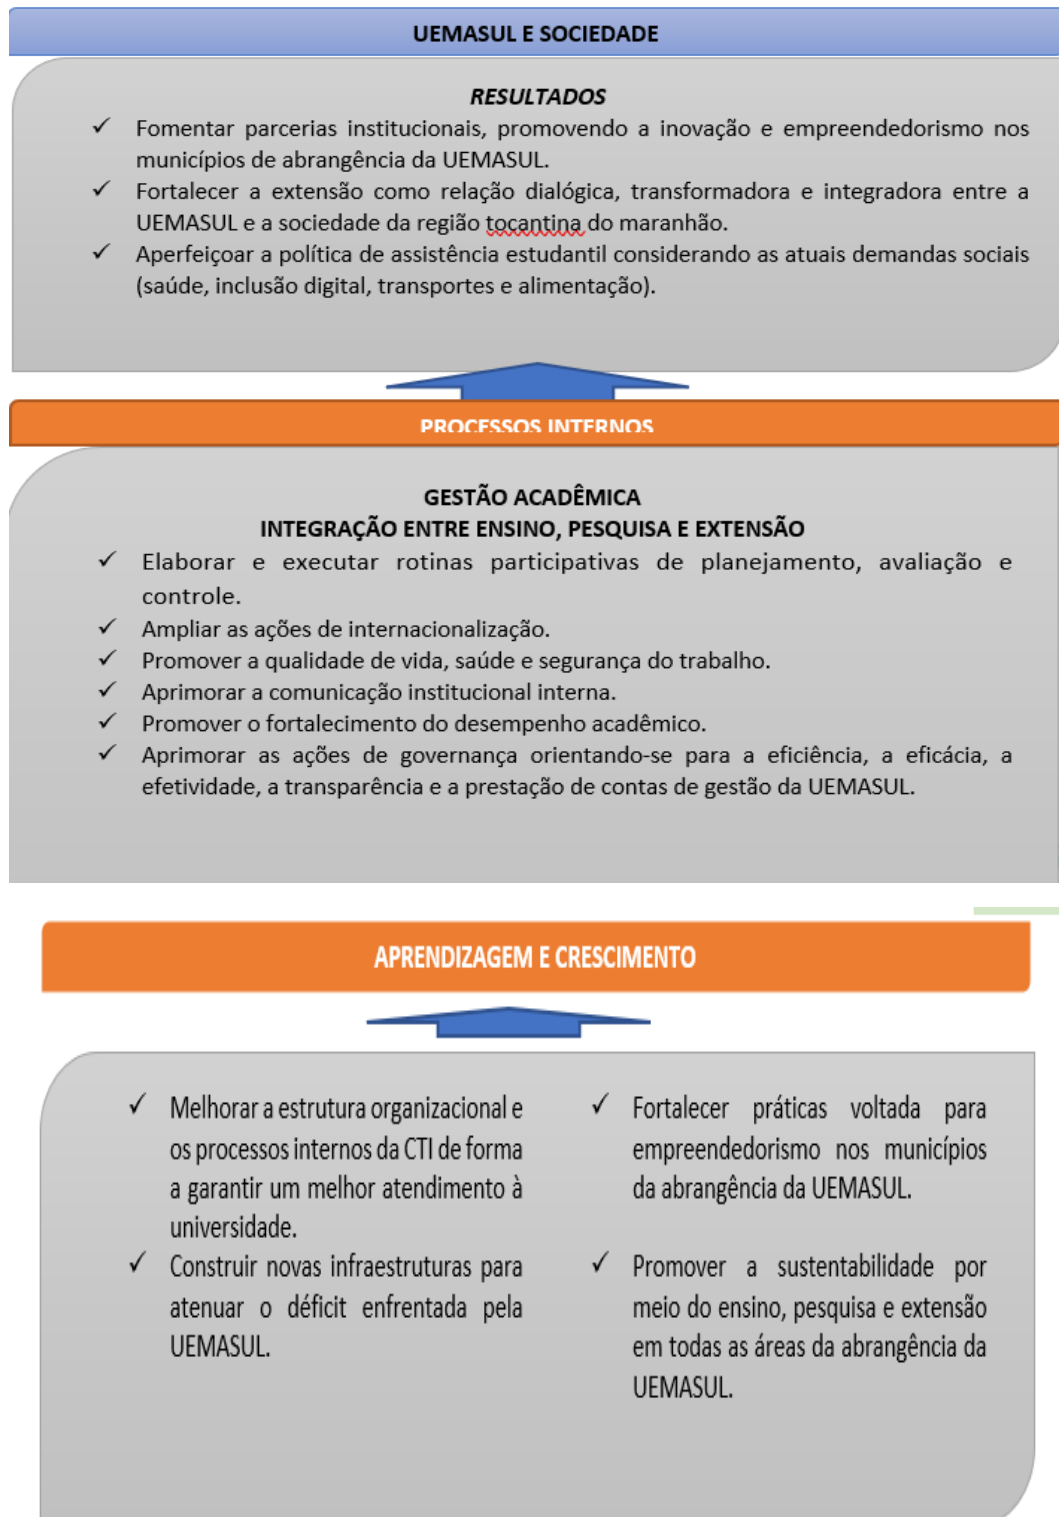 UEMASUL E SOCIEDADE
RESULTADOS
✓ Fomentar parcerias institucionais, promovendo a inovação e empreendedorismo nos
municípios de abrangência da UEMASUL.
✓ Fortalecer a extensão como relação dialógica, transformadora e integradora entre a
UEMASUL e a sociedade da região tocantina do maranhão.
✓ Aperfeiçoar a política de assistência estudantil considerando as atuais demandas sociais
(saúde, inclusão digital, transportes e alimentação).
PROCESSOS INTERNOS
GESTÃO ACADÊMICA
INTEGRAÇÃO ENTRE ENSINO, PESQUISA E EXTENSÃO
✓ Elaborar e executar rotinas participativas de planejamento, avaliação e
controle.
✓ Ampliar as ações de internacionalização.
✓ Promover a qualidade de vida, saúde e segurança do trabalho.
✓ Aprimorar a comunicação institucional interna.
✓ Promover o fortalecimento do desempenho acadêmico.
✓ Aprimorar as ações de governança orientando-se para a eficiência, a eficácia, a
efetividade, a transparência e a prestação de contas de gestão da UEMASUL.
APRENDIZAGEM E CRESCIMENTO
✓ Melhorar a estrutura organizacional e
os processos internos da CTI de forma
a garantir um melhor atendimento à
universidade.
✓ Construir novas infraestruturas para
atenuar o déficit enfrentada pela
UEMASUL.
✓ Fortalecer práticas voltada para
empreendedorismo nos municípios
da abrangência da UEMASUL.
✓ Promover a sustentabilidade por
meio do ensino, pesquisa e extensão
em todas as áreas da abrangência da
UEMASUL.